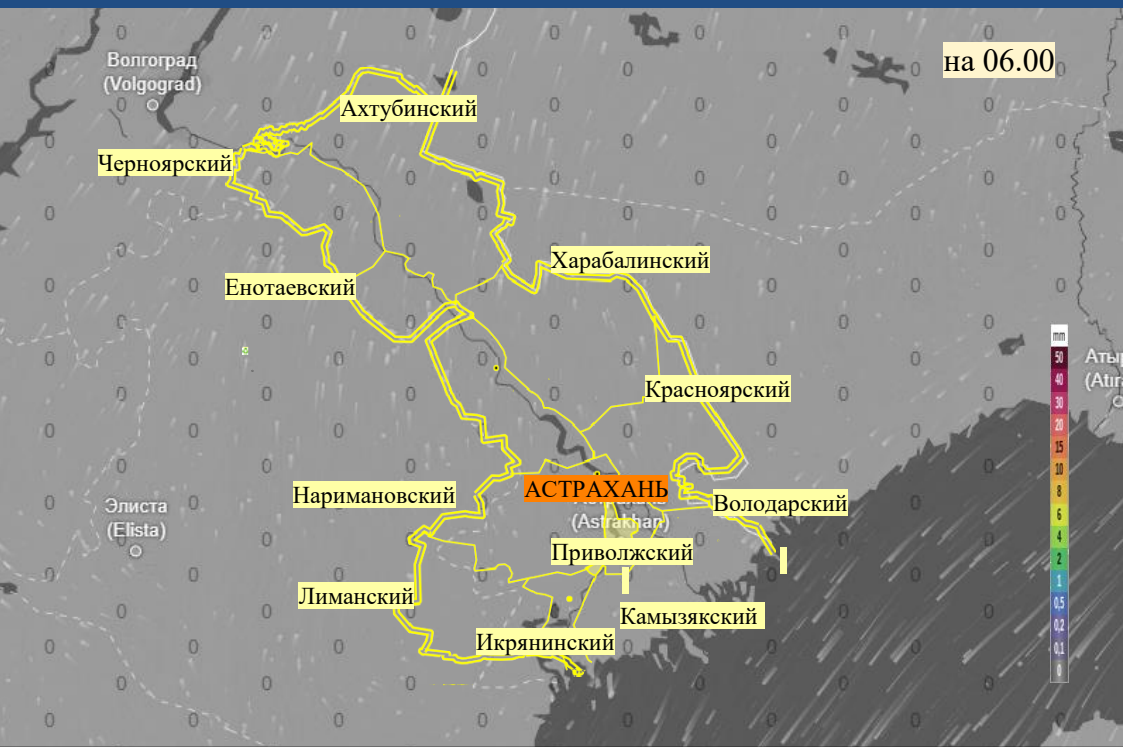 на 06.00
Волгоград
(Volgograd)
Ахтубинский
Черноярский
Харабалинский
Енотаевский
mm
50
40
30
20
15
10
8
6
4
2
1
0,5
0,2
0,1
0
Аты
(Atır
Красноярский
Наримановский
АСТРАХАНЬ
Элиста
(Elista)
Володарский
(Astrakhan)
Приволжский
Лиманский
Камызякский
Икрянинский